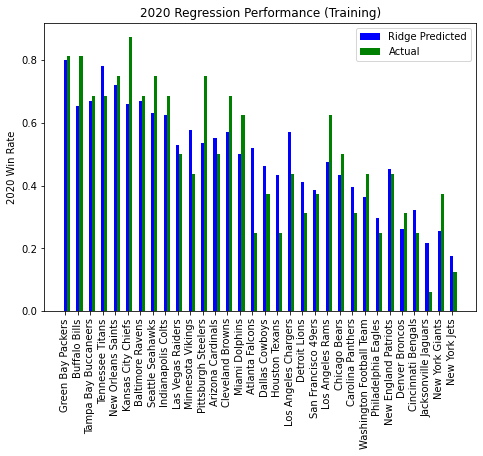 2020 Regression Performance (Training)
Ridge Predicted
Actual
2020 Win Rate
0.8
0.6
0.4
0.2
0.0
Green Bay Packers
Buffalo Bills
Tampa Bay Buccaneers
Tennessee Titans
New Orleans Saints
Kansas City Chiefs
Baltimore Ravens
Seattle Seahawks
Indianapolis Colts
Las Vegas Raiders
Minnesota Vikings
Pittsburgh Steelers
Arizona Cardinals
Cleveland Browns
Miami Dolphins
Atlanta Falcons
Dallas Cowboys
Houston Texans
Los Angeles Chargers
Detroit Lions
San Francisco 49ers
Los Angeles Rams
Chicago Bears
Carolina Panthers
Washington Football Team
Philadelphia Eagles
New England Patriots
Denver Broncos
Cincinnati Bengals
Jacksonville Jaguars
New York Giants
New York Jets